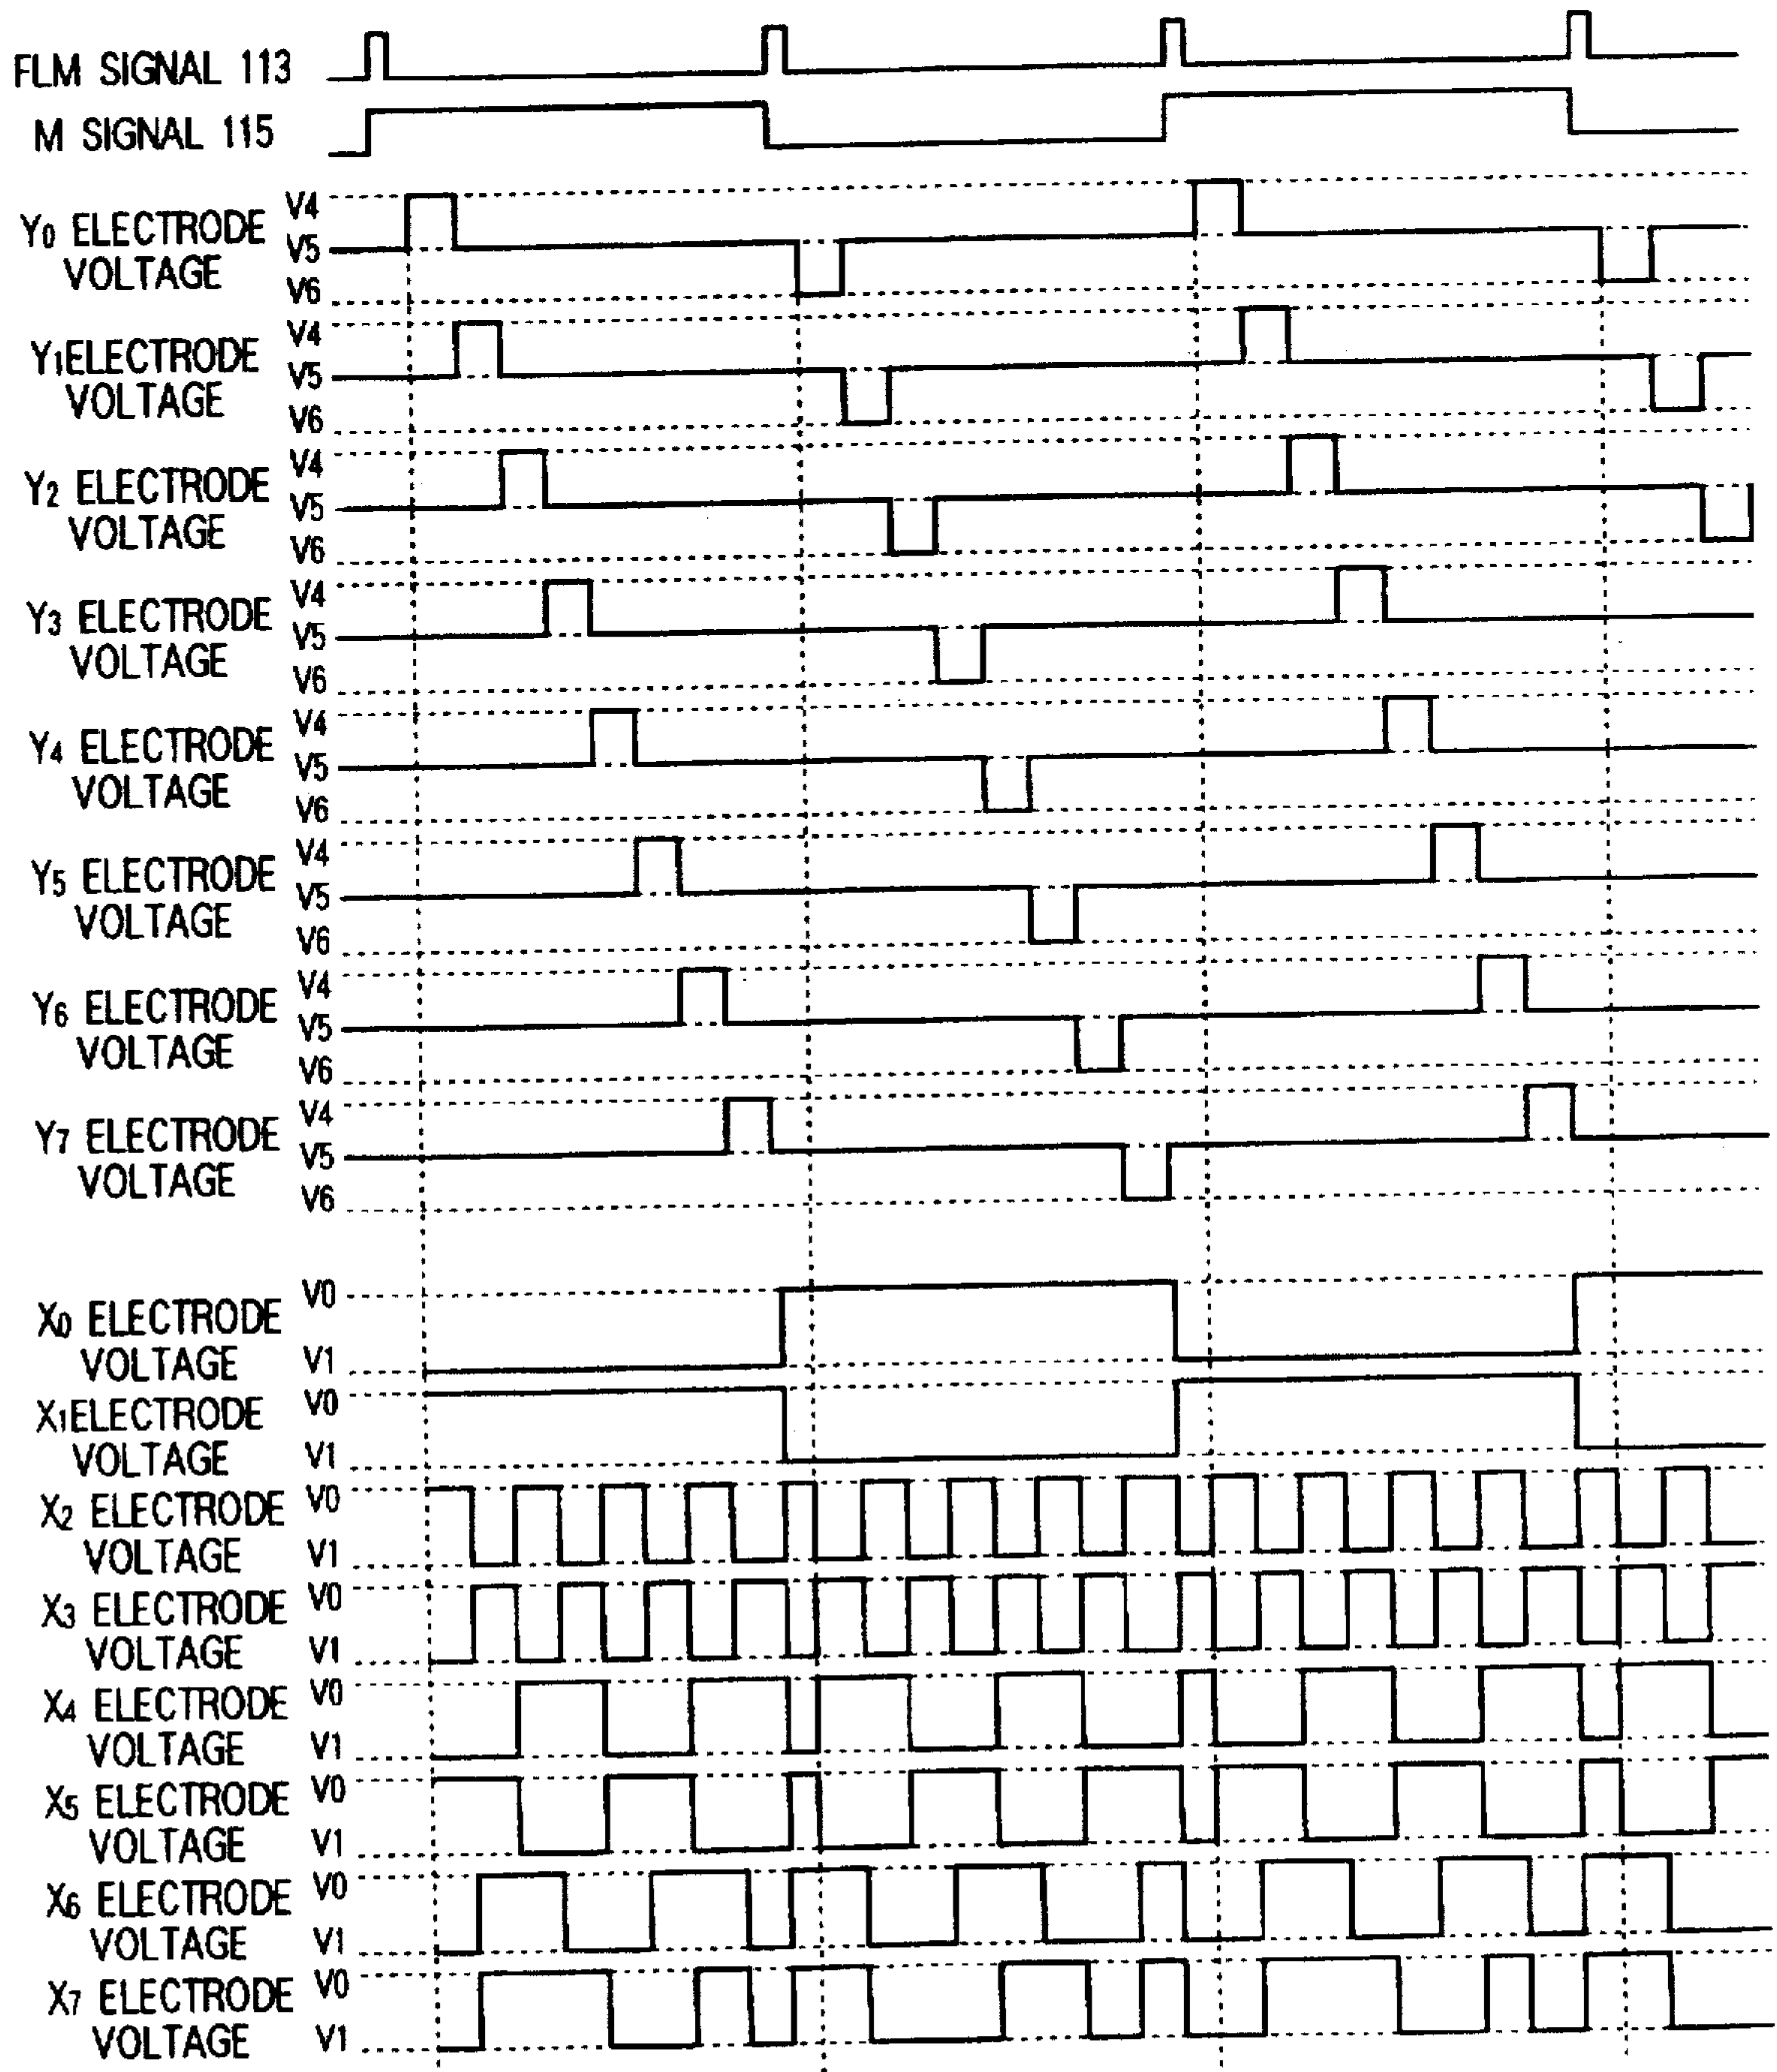 FLM SIGNAL 113
M SIGNAL 115
Y0 ELECTRODE VOLTAGE
V4
V5
V6
Y1 ELECTRODE VOLTAGE
V4
V5
V6
Y2 ELECTRODE VOLTAGE
V4
V5
V6
Y3 ELECTRODE VOLTAGE
V4
V5
V6
Y4 ELECTRODE VOLTAGE
V4
V5
V6
Y5 ELECTRODE VOLTAGE
V4
V5
V6
Y6 ELECTRODE VOLTAGE
V4
V5
V6
Y7 ELECTRODE VOLTAGE
V4
V5
V6
X0 ELECTRODE VOLTAGE
V0
V1
X1 ELECTRODE VOLTAGE
V0
V1
X2 ELECTRODE VOLTAGE
V0
V1
X3 ELECTRODE VOLTAGE
V0
V1
X4 ELECTRODE VOLTAGE
V0
V1
X5 ELECTRODE VOLTAGE
V0
V1
X6 ELECTRODE VOLTAGE
V0
V1
X7 ELECTRODE VOLTAGE
V0
V1